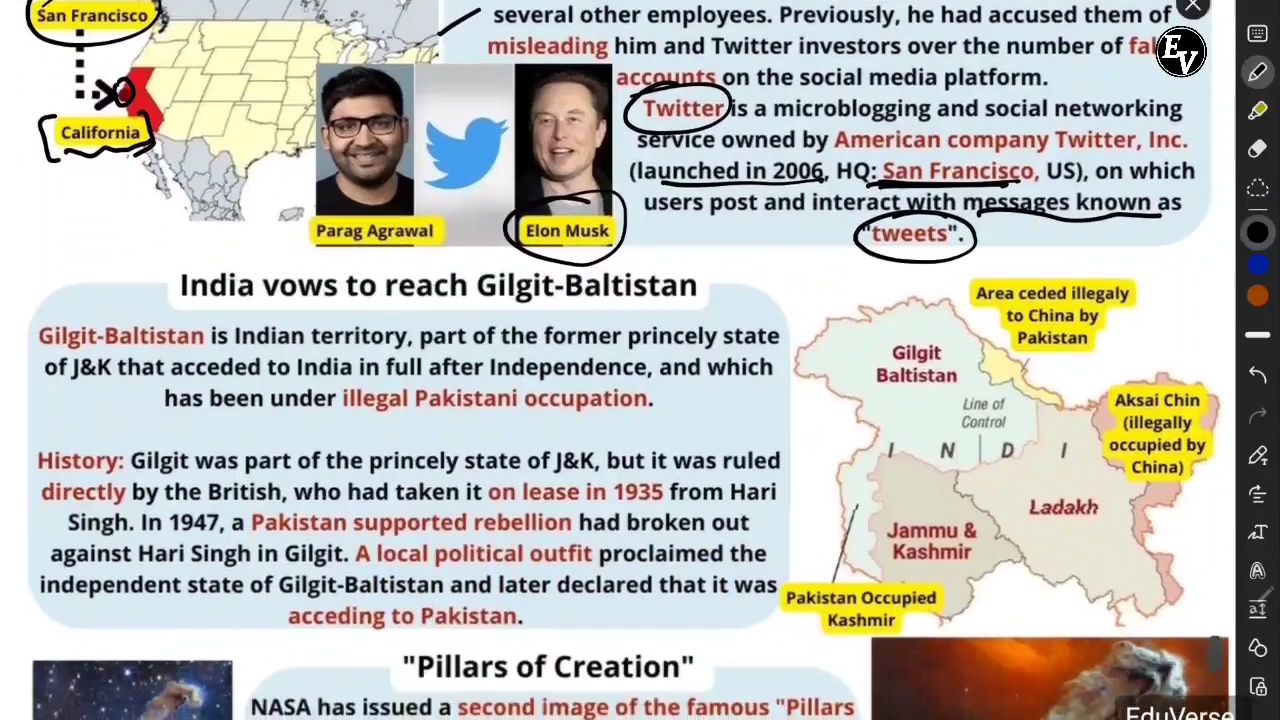 San Francisco
California
several other employees. Previously, he had accused them of
misleading him and Twitter investors over the number of
accounts on the social media platform.
Twitter is a microblogging and social networking
service owned by American company Twitter, Inc.
(launched in 2006, HQ: San Francisco, US), on which
users post and interact with messages known as
"tweets".
EV
Parag Agrawal
Elon Musk
India vows to reach Gilgit-Baltistan
Gilgit-Baltistan is Indian territory, part of the former princely state
of J&K that acceded to India in full after Independence, and which
has been under illegal Pakistani occupation.
History: Gilgit was part of the princely state of J&K, but it was ruled
directly by the British, who had taken it on lease in 1935 from Hari
Singh. In 1947, a Pakistan supported rebellion had broken out
against Hari Singh in Gilgit. A local political outfit proclaimed the
independent state of Gilgit-Baltistan and later declared that it was
acceding to Pakistan.
Area ceded illegaly
to China by
Pakistan
Gilgit
Baltistan
Line of
Control
Aksai Chin
(illegally
occupied by
China)
I N D I
Ladakh
Jammu &
Kashmir
Pakistan Occupied
Kashmir
"Pillars of Creation"
NASA has issued a second image of the famous "Pillars
EduVerse